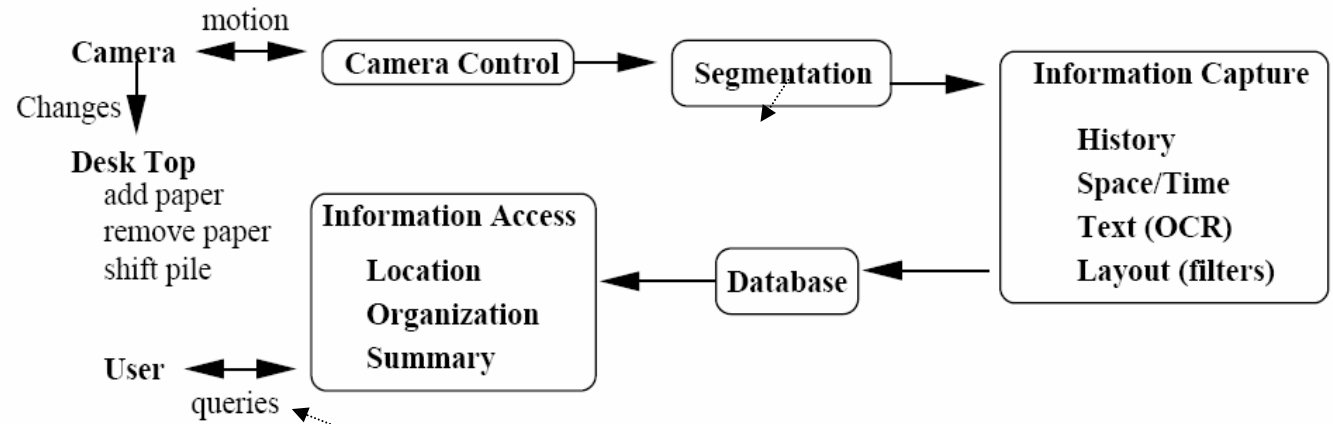 motion
Camera
Camera Control
Segmentation
Information Capture
Changes
History
Desk Top
Space/Time
add paper
Information Access
Text (OCR)
remove paper
shift pile
Location
Database
Layout (filters)
Organization
User
Summary
queries